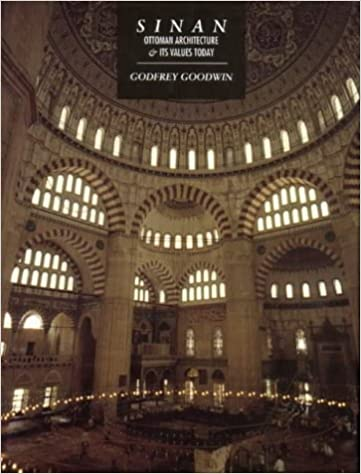 SINAN
OTTOMAN ARCHITECTURE
& ITS VALUES TODAY
GODFREY GOODWIN